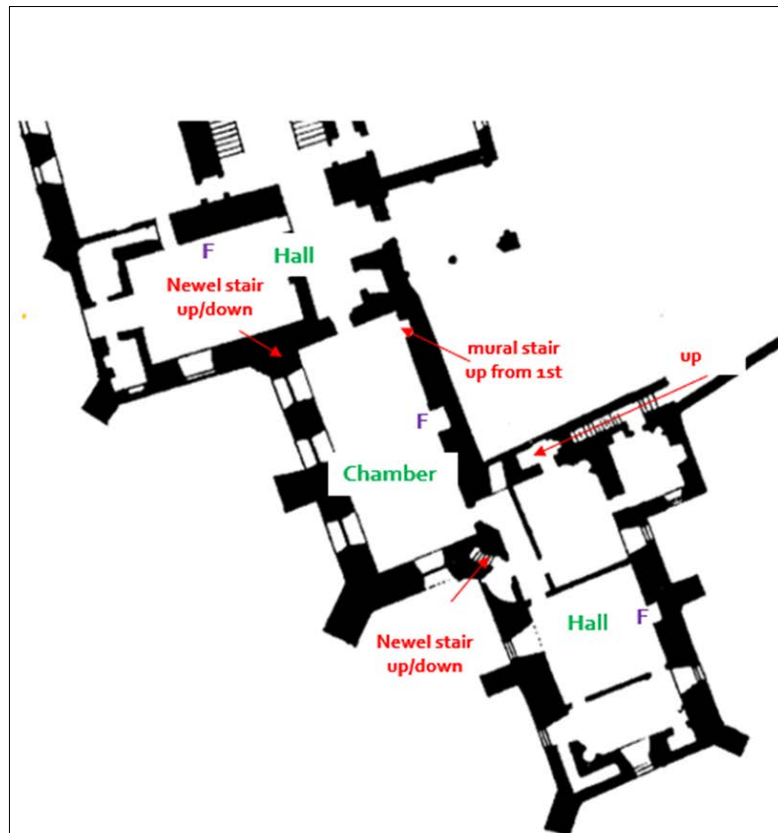 F
Hall
Newel stair
up/down
mural stair
up from 1st
up
F
Chamber
Hall
F
Newel stair
up/down